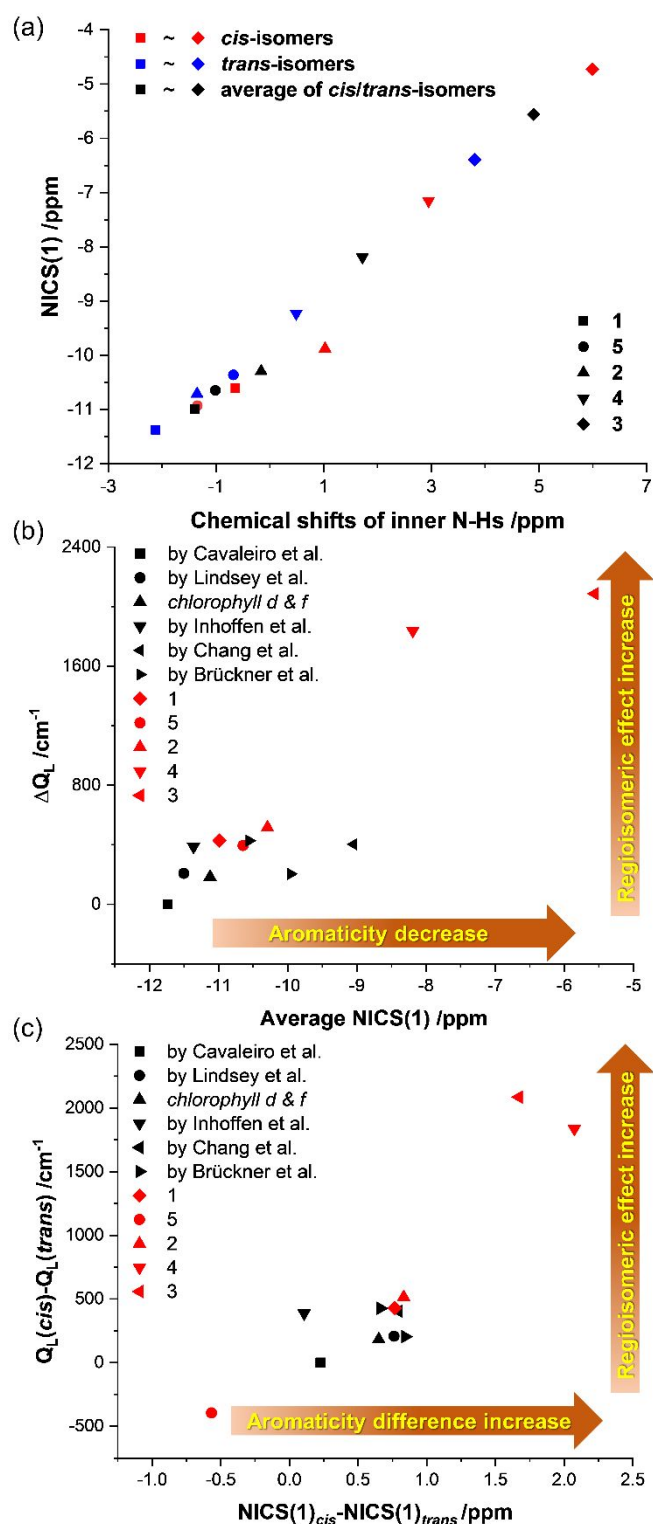 (a)
-4
-5
-6
-7
-8
-9
-10
-11
-12
NICS(1) /ppm
■ ~ ◆ cis-isomers
■ ~ ◆ trans-isomers
■ ~ ◆ average of cis/trans-isomers
■ 1
● 5
▲ 2
▼ 4
◆ 3
-3 -1 1 3 5 7
Chemical shifts of inner N-Hs /ppm
(b)
2400
1600
800
0
ΔQL /cm-1
■ by Cavaleiro et al.
● by Lindsey et al.
▲ chlorophyll d & f
▼ by Inhoffen et al.
◄ by Chang et al.
► by Brückner et al.
◆ 1
● 5
▲ 2
▼ 4
◄ 3
Regioisomeric effect increase
Aromaticity decrease
-12 -11 -10 -9 -8 -7 -6 -5
Average NICS(1) /ppm
(c)
2500
2000
1500
1000
500
0
-500
QL(cis)-QL(trans) /cm-1
■ by Cavaleiro et al.
● by Lindsey et al.
▲ chlorophyll d & f
▼ by Inhoffen et al.
◄ by Chang et al.
► by Brückner et al.
◆ 1
● 5
▲ 2
▼ 4
◄ 3
Regioisomeric effect increase
Aromaticity difference increase
-1.0 -0.5 0.0 0.5 1.0 1.5 2.0 2.5
NICS(1)cis-NICS(1)trans /ppm